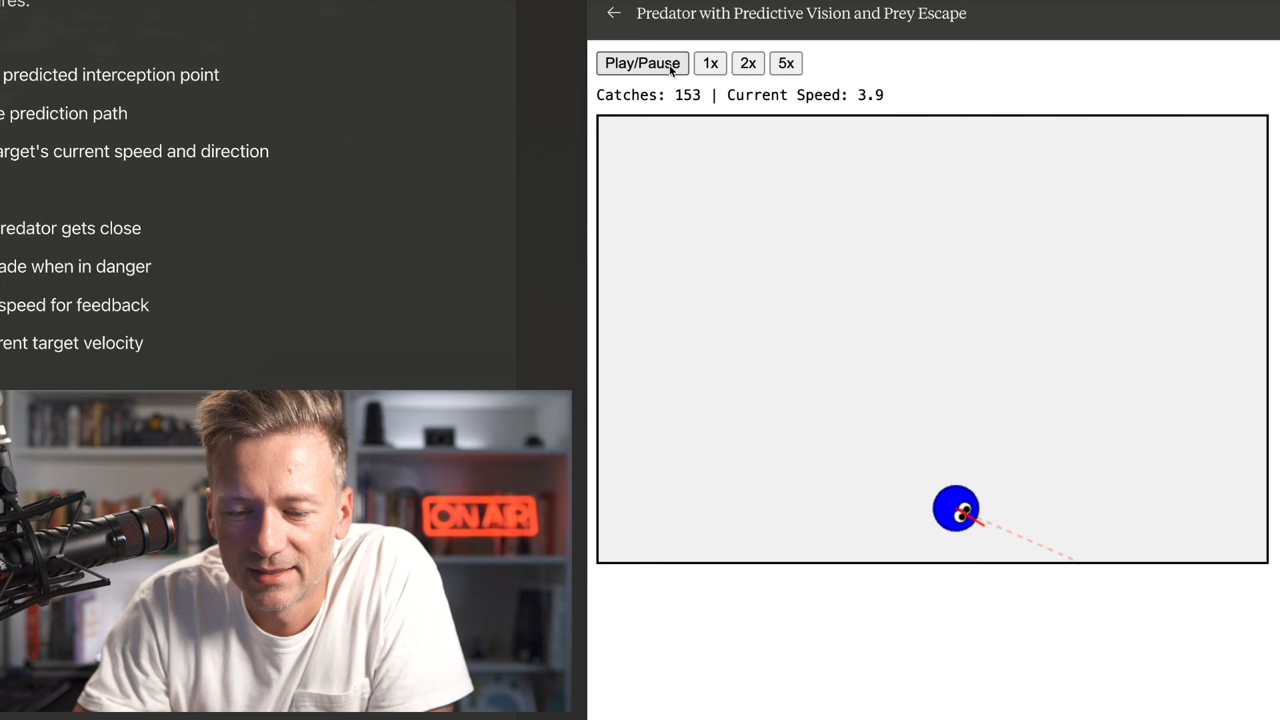 res:
predicted interception point
e prediction path
arget's current speed and direction
redator gets close
ade when in danger
speed for feedback
rent target velocity
← Predator with Predictive Vision and Prey Escape
Play/Pause 1x 2x 5x
Catches: 153 | Current Speed: 3.9
ON AIR